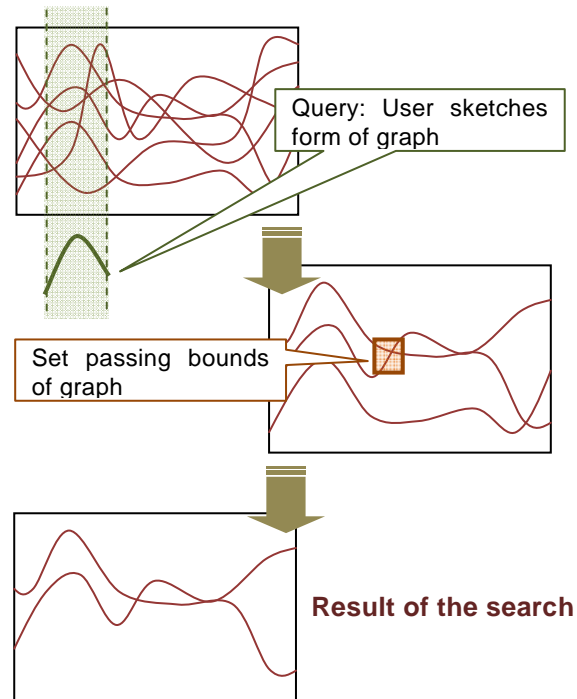 Query: User sketches
form of graph
Set passing bounds
of graph
Result of the search